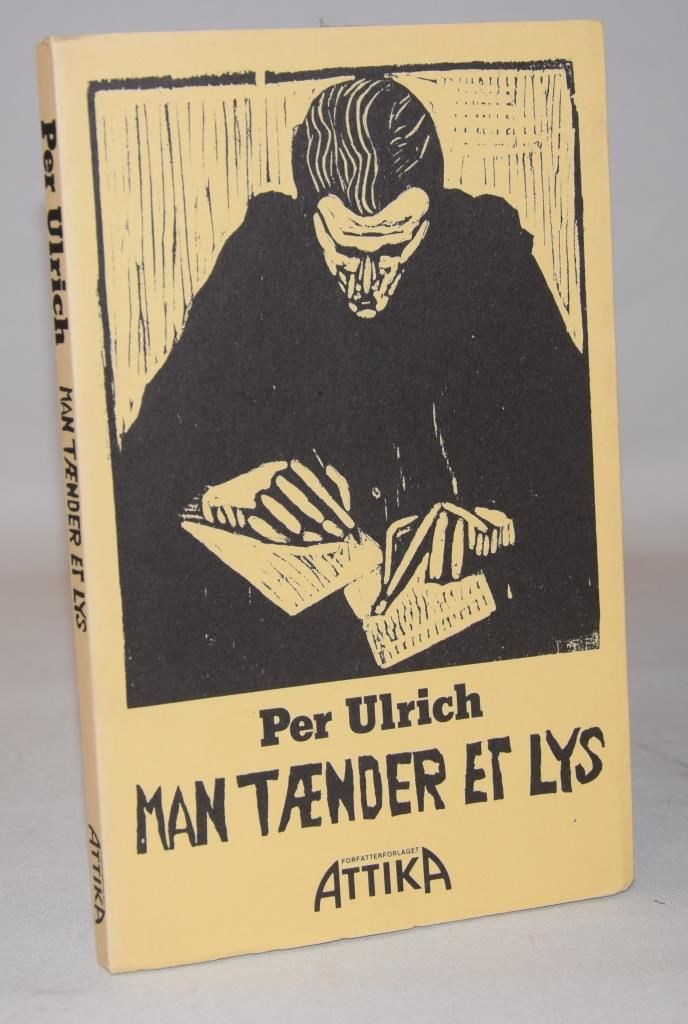 Per Ulrich
MAN TÆNDER ET LYS
FORFATTERFORLAGET
ATTIKA
Per Ulrich
MAN TÆNDER ET LYS
ATTIKA